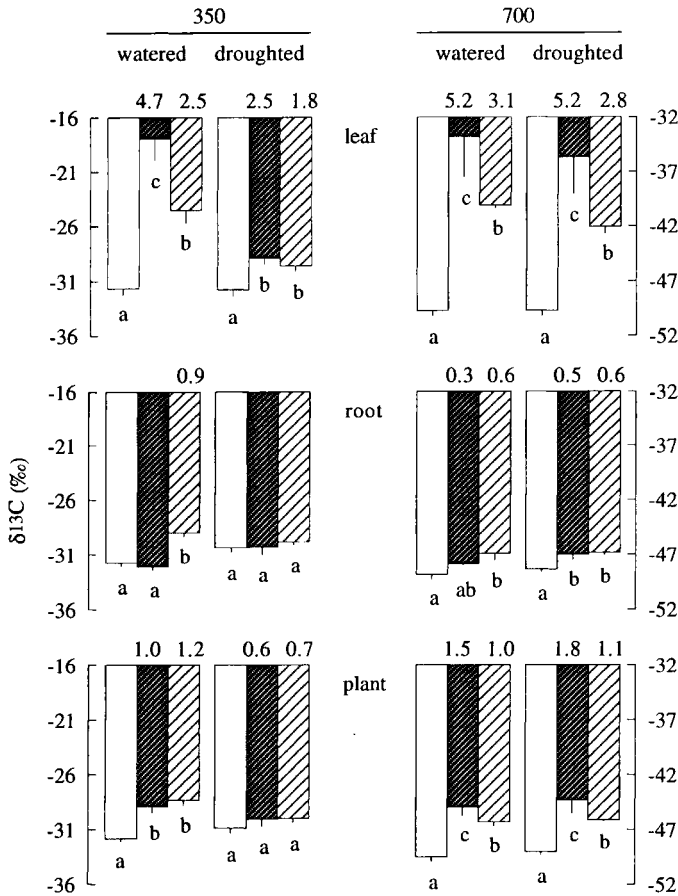 350 700
watered droughted watered droughted
4.7 2.5 2.5 1.8 5.2 3.1 5.2 2.8
-16 leaf -32
-21 -37
c c c
-26 -42
b b b
b b
-31 -47
a a a a
-36 -52
0.9 0.3 0.6 0.5 0.6
-16 root -32
-21 -37
δ13C (‰)
-26 -42
-31 -47
b b b b
a a a a a a ab a
-36 -52
1.0 1.2 0.6 0.7 1.5 1.0 1.8 1.1
-16 plant -32
-21 -37
-26 -42
b b
-31 -47
c b c b
a a a a a a
-36 -52